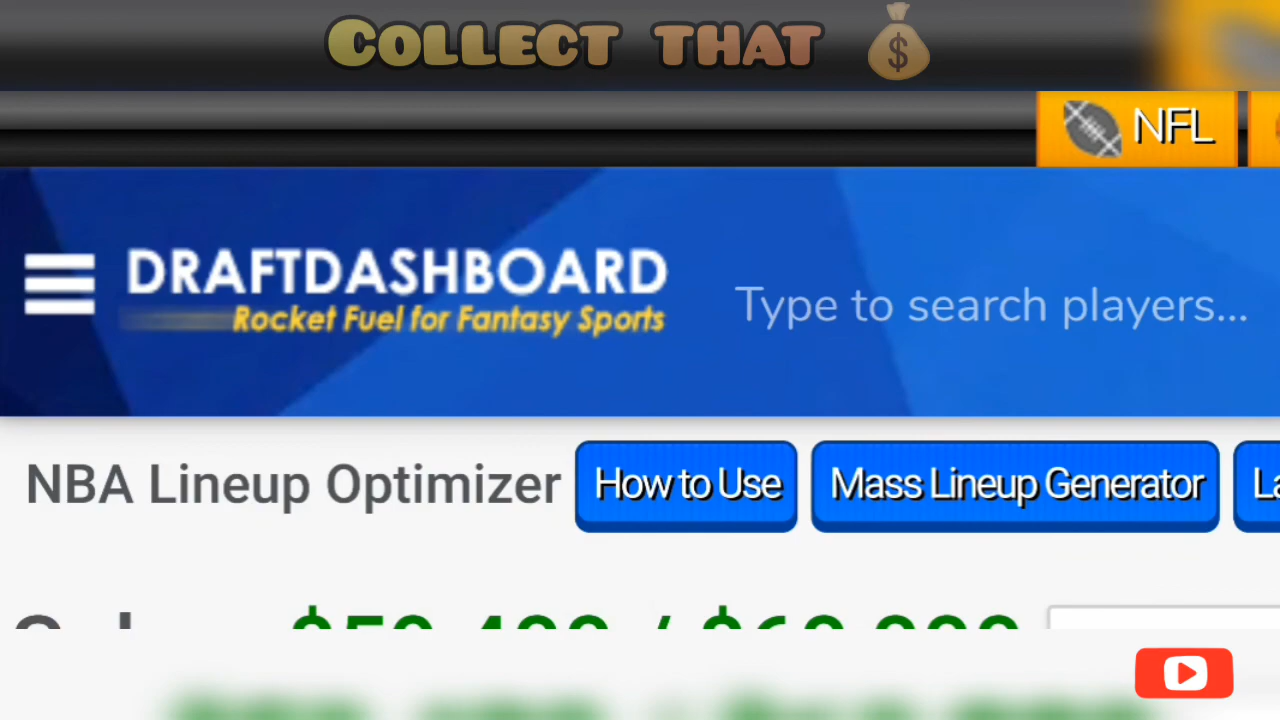 COLLECT THAT
NFL
DRAFTDASHBOARD
Rocket Fuel for Fantasy Sports
Type to search players...
NBA Lineup Optimizer
How to Use
Mass Lineup Generator